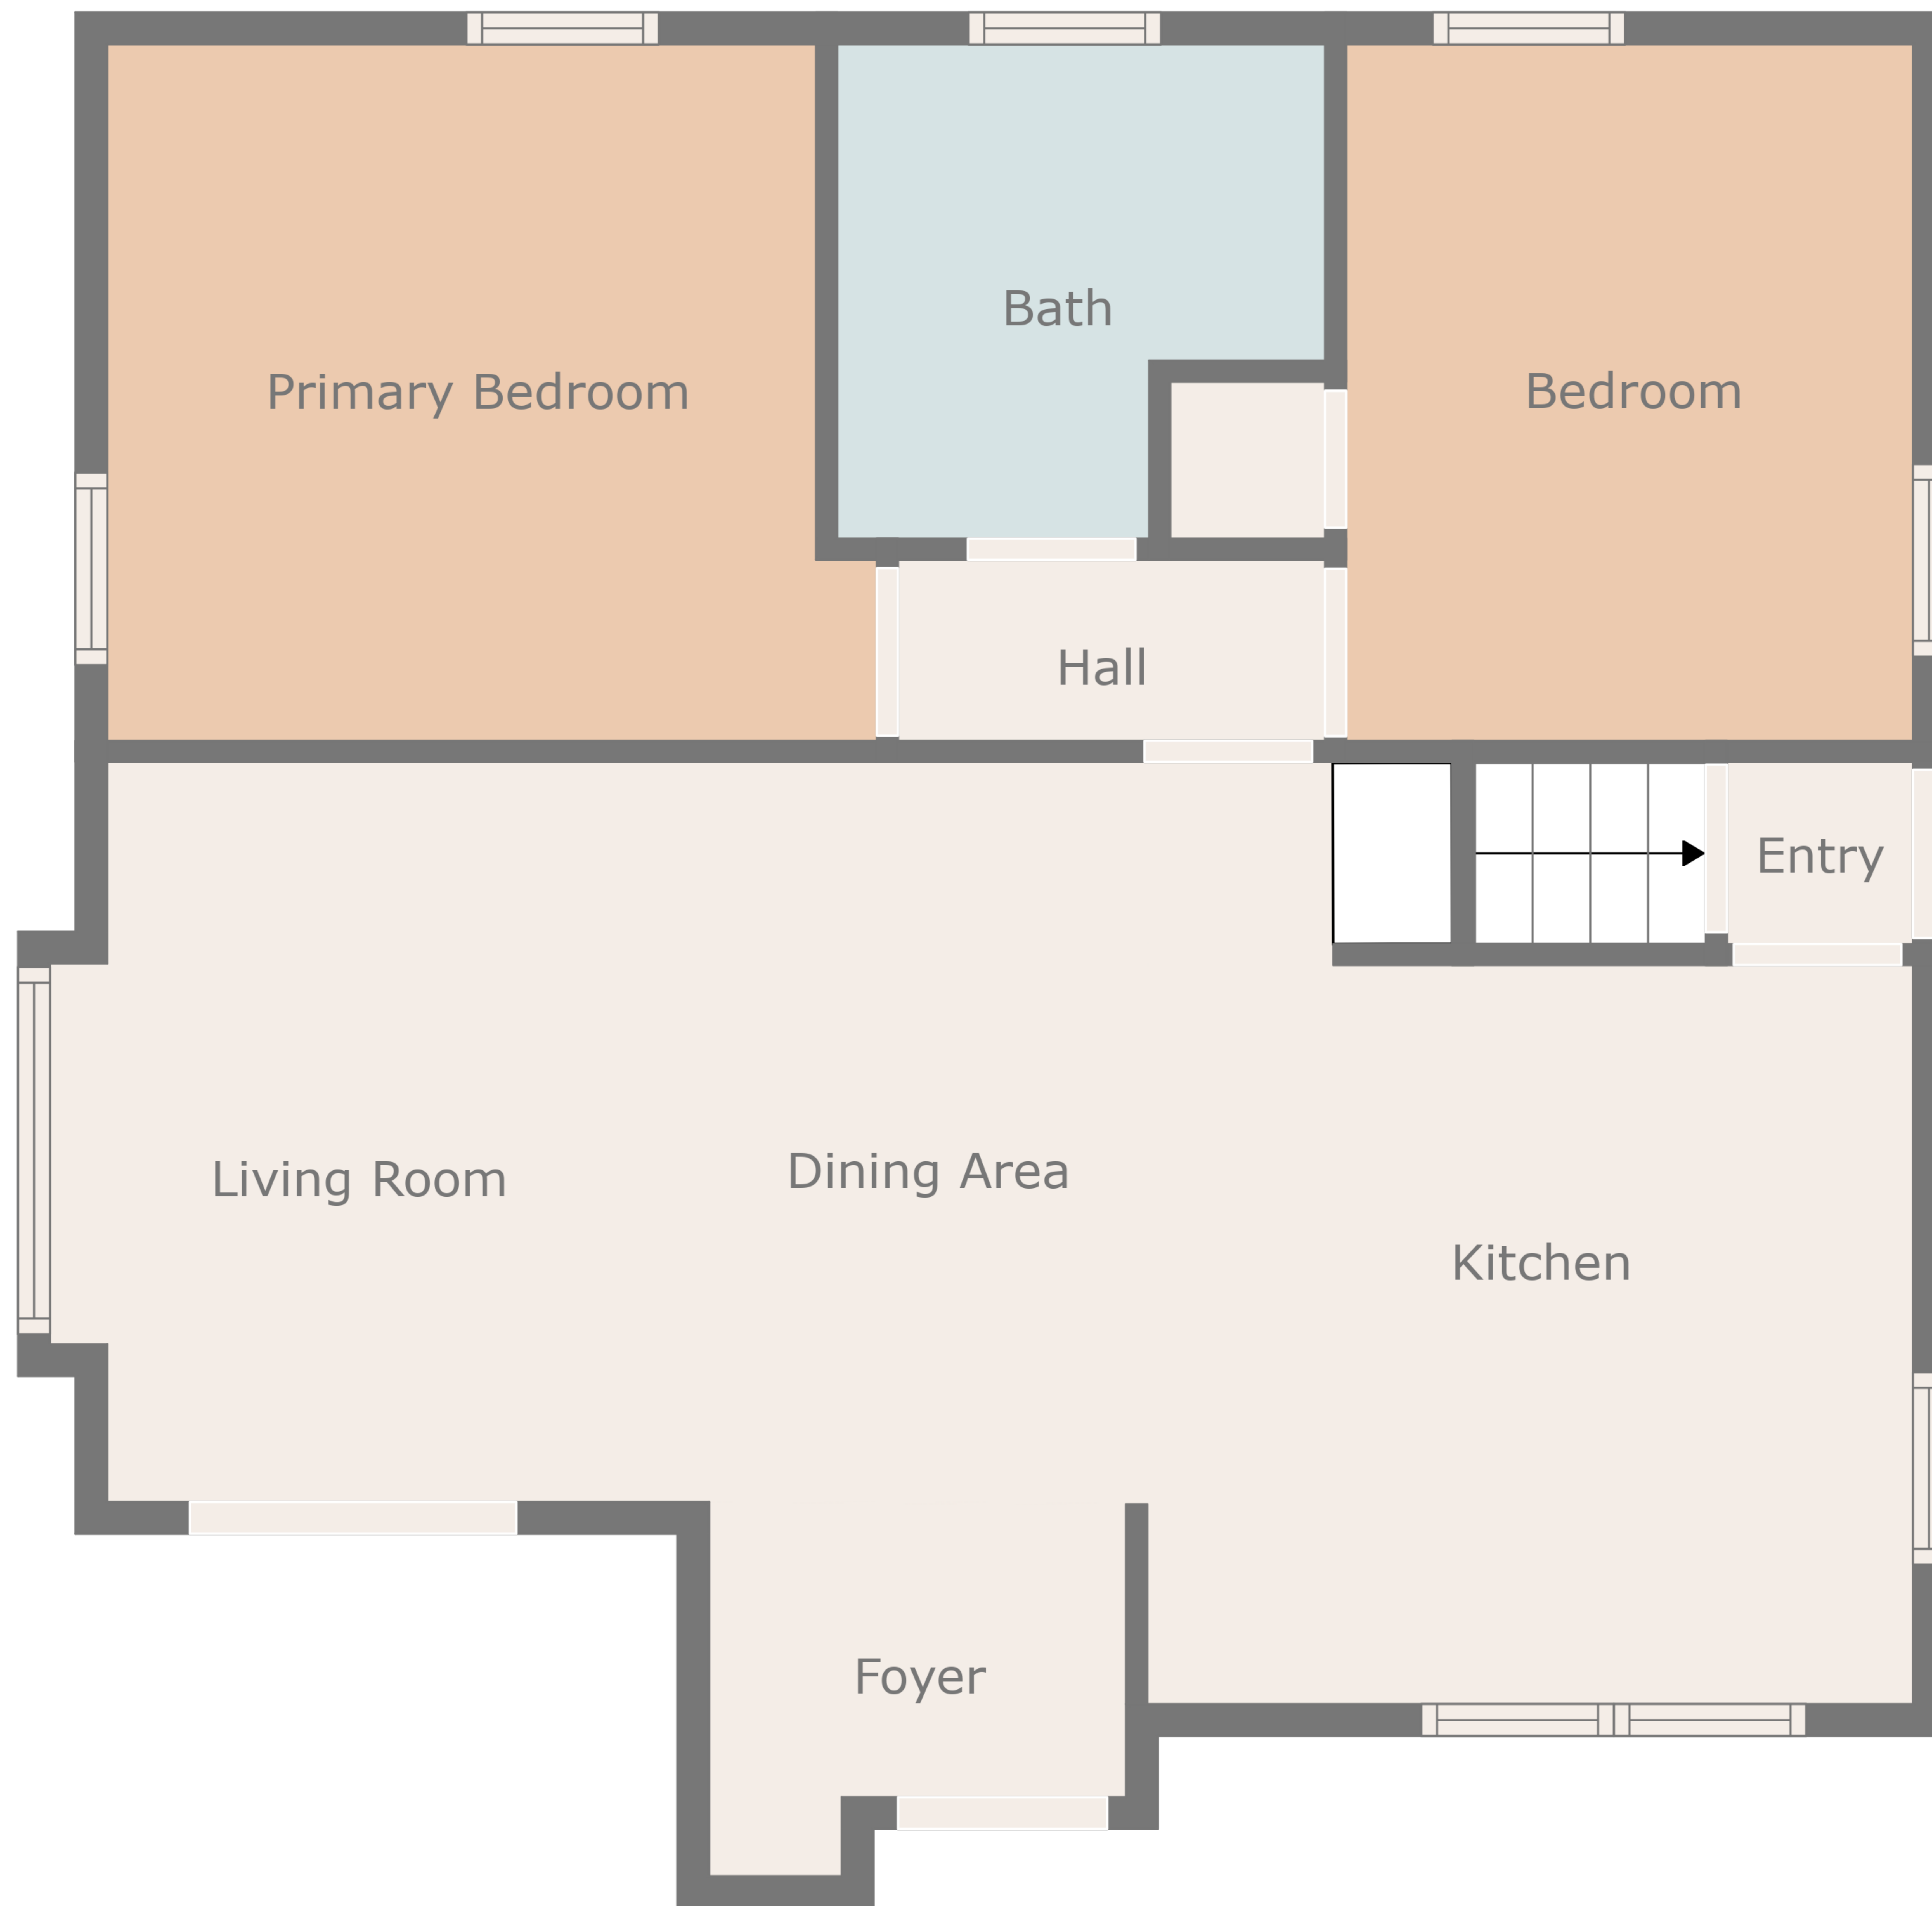 Bath
Primary Bedroom
Bedroom
Hall
Entry
Living Room
Dining Area
Kitchen
Foyer